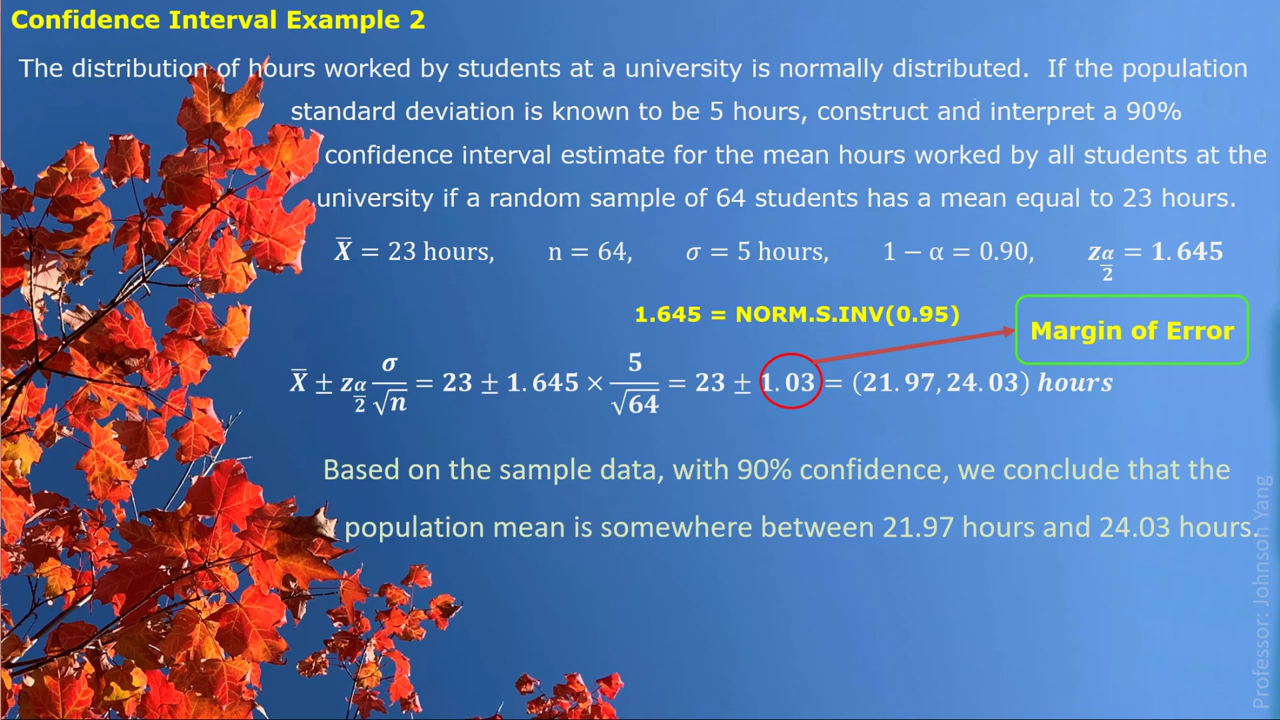 Confidence Interval Example 2
The distribution of hours worked by students at a university is normally distributed. If the population
standard deviation is known to be 5 hours, construct and interpret a 90%
confidence interval estimate for the mean hours worked by all students at the
university if a random sample of 64 students has a mean equal to 23 hours.
X̅ = 23 hours, n = 64, σ = 5 hours, 1 − α = 0.90, z_(α/2) = 1.645
1.645 = NORM.S.INV(0.95)
Margin of Error
X̅ ± z_(α/2) σ/√n = 23 ± 1.645 × 5/√64 = 23 ± 1.03 = (21.97, 24.03) hours
Based on the sample data, with 90% confidence, we conclude that the
population mean is somewhere between 21.97 hours and 24.03 hours.
Professor: Johnson Yang